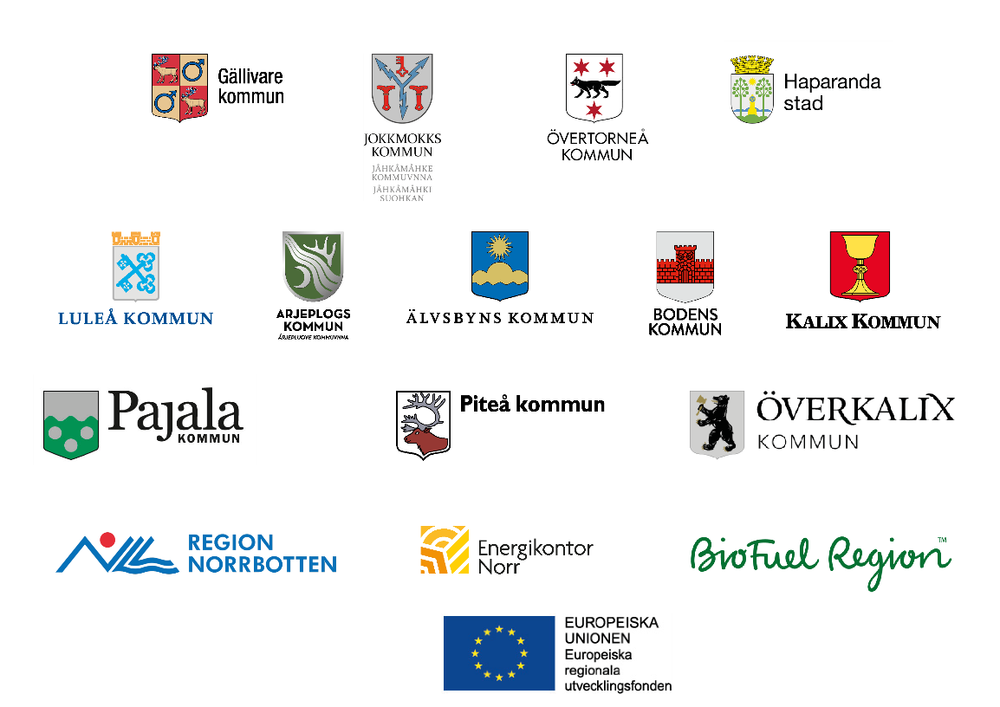 Gällivare
kommun
JOKKMOKKS
KOMMUN
JÅHKÅMÅHKE
KOMMUVNNA
JÅHKÅMÅHKI
SUOHKAN
ÖVERTORNEÅ
KOMMUN
Haparanda
stad
LULEÅ KOMMUN
ARJEPLOGS
KOMMUN
ÁRJEPLUOVE KOMMUVNNA
ÄLVSBYNS KOMMUN
BODENS
KOMMUN
KALIX KOMMUN
Pajala
KOMMUN
Piteå kommun
ÖVERKALIX
KOMMUN
REGION
NORRBOTTEN
Energikontor
Norr
BioFuel Region™
EUROPEISKA
UNIONEN
Europeiska
regionala
utvecklingsfonden